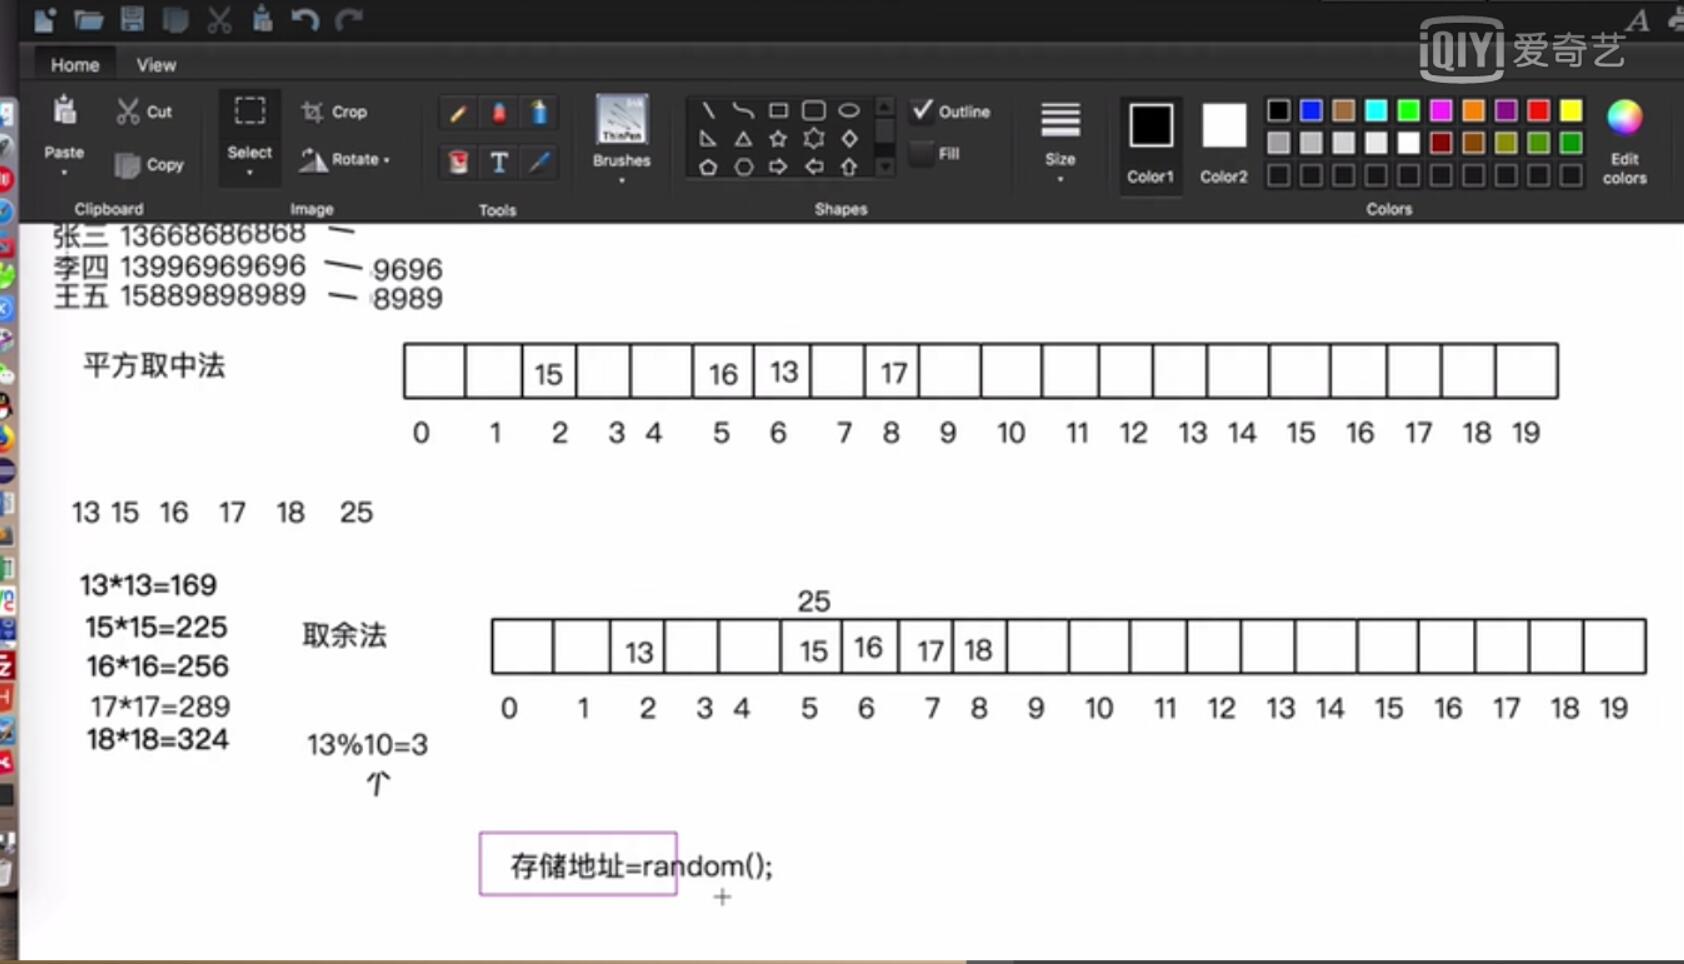 iQIYI 爱奇艺
Home View
Paste Cut Copy Select Crop Rotate Brushes Outline Fill Size Color1 Color2 Edit colors
Clipboard Image Tools Shapes Colors
张三 13668686868
李四 13996969696 9696
王五 15889898989 8989
平方取中法
15 16 13 17
0 1 2 3 4 5 6 7 8 9 10 11 12 13 14 15 16 17 18 19
13 15 16 17 18 25
13*13=169
15*15=225
16*16=256
17*17=289
18*18=324
取余法
25
13 15 16 17 18
0 1 2 3 4 5 6 7 8 9 10 11 12 13 14 15 16 17 18 19
13%10=3
存储地址=random();